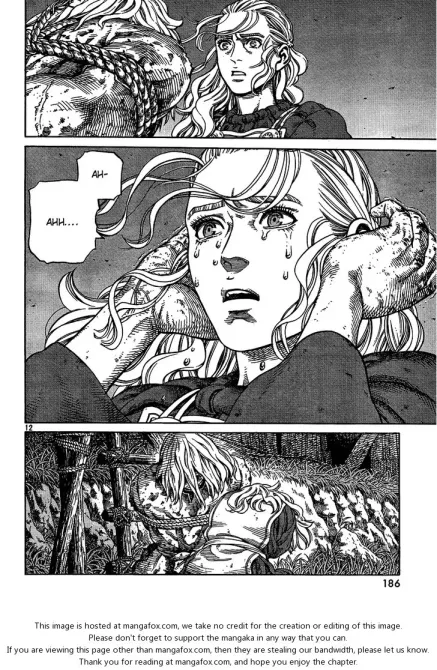 AH-
AHH....
12
186
This image is hosted at mangafox.com, we take no credit for the creation or editing of this image.
Please don't forget to support the mangaka in any way that you can.
If you are viewing this page other than mangafox.com, then they are stealing our bandwidth, please let us know.
Thank you for reading at mangafox.com, and hope you enjoy the chapter.